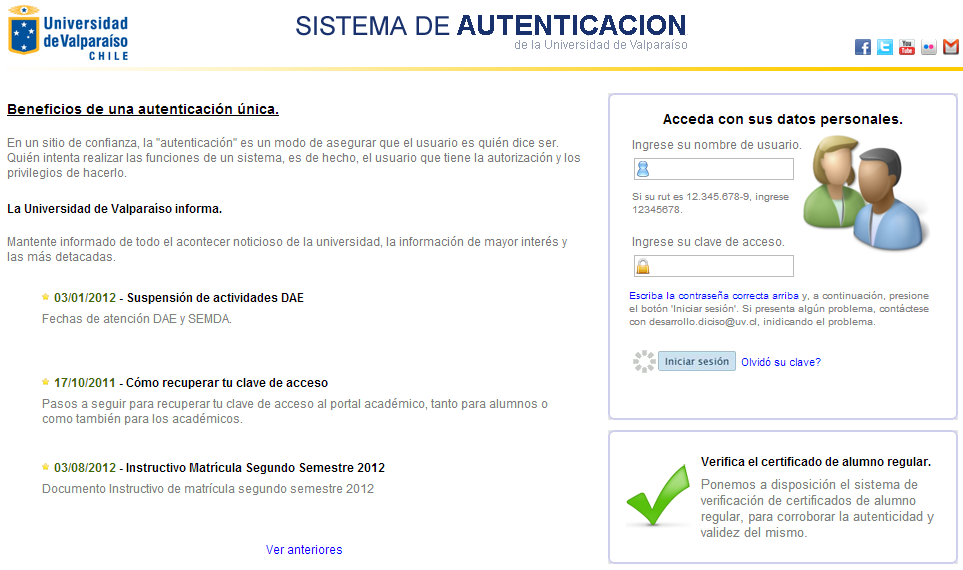 Universidad
de Valparaíso
CHILE
SISTEMA DE AUTENTICACION
de la Universidad de Valparaíso
You
Tube
Beneficios de una autenticación única.
En un sitio de confianza, la "autenticación" es un modo de asegurar que el usuario es quién dice ser.
Quién intenta realizar las funciones de un sistema, es de hecho, el usuario que tiene la autorización y los
privilegios de hacerlo.
La Universidad de Valparaíso informa.
Mantente informado de todo el acontecer noticioso de la universidad, la información de mayor interés y
las más detacadas.
03/01/2012 - Suspensión de actividades DAE
Fechas de atención DAE y SEMDA.
17/10/2011 - Cómo recuperar tu clave de acceso
Pasos a seguir para recuperar tu clave de acceso al portal académico, tanto para alumnos o
como también para los académicos.
03/08/2012 - Instructivo Matrícula Segundo Semestre 2012
Documento Instructivo de matrícula segundo semestre 2012
Ver anteriores
Acceda con sus datos personales.
Ingrese su nombre de usuario.
Si su rut es 12.345.678-9, ingrese
12345678.
Ingrese su clave de acceso.
Escriba la contraseña correcta arriba y, a continuación, presione
el botón 'Iniciar sesión'. Si presenta algún problema, contáctese
con desarrollo.diciso@uv.cl, inidicando el problema.
Iniciar sesión Olvidó su clave?
Verifica el certificado de alumno regular.
Ponemos a disposición el sistema de
verificación de certificados de alumno
regular, para corroborar la autenticidad y
validez del mismo.